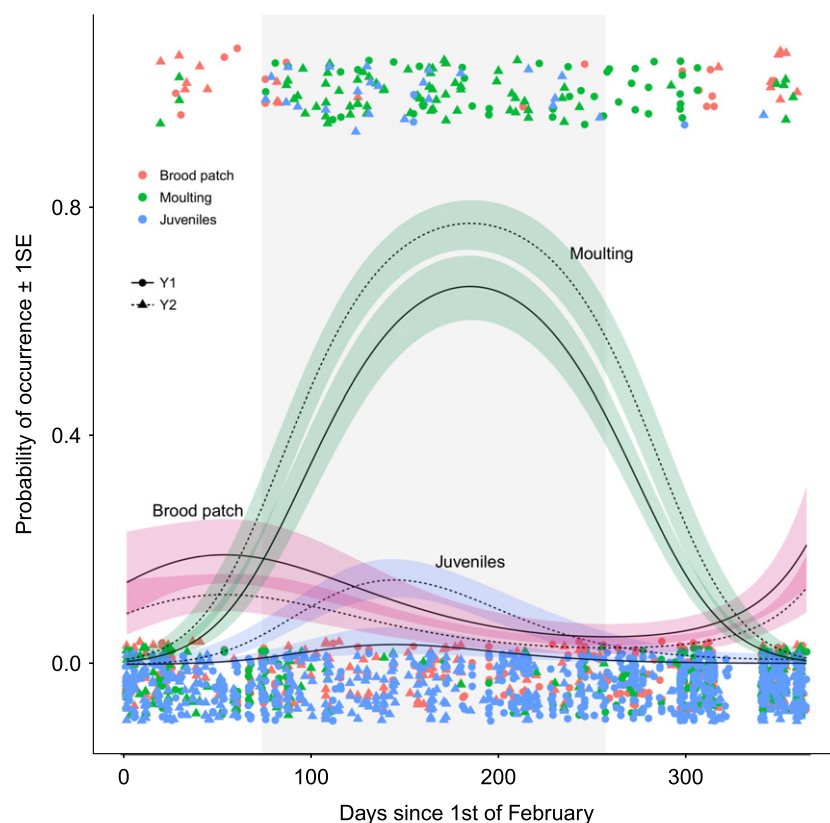 Brood patch
Moulting
Juveniles
Y1
Y2
Moulting
Brood patch
Juveniles
0.8
0.4
0.0
0
100
200
300
Probability of occurrence ± 1SE
Days since 1st of February